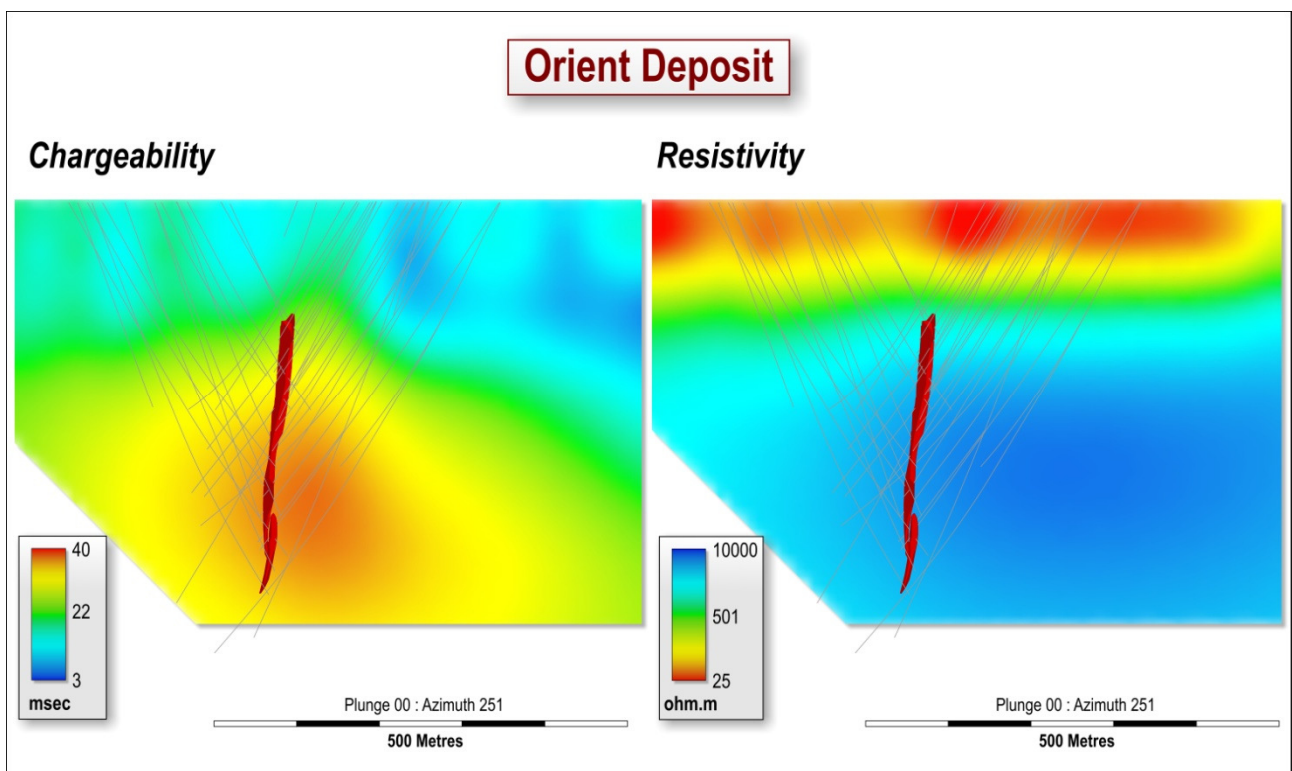 Orient Deposit
Chargeability
Resistivity
40
22
3
msec
10000
501
25
ohm.m
Plunge 00 : Azimuth 251
500 Metres
Plunge 00 : Azimuth 251
500 Metres